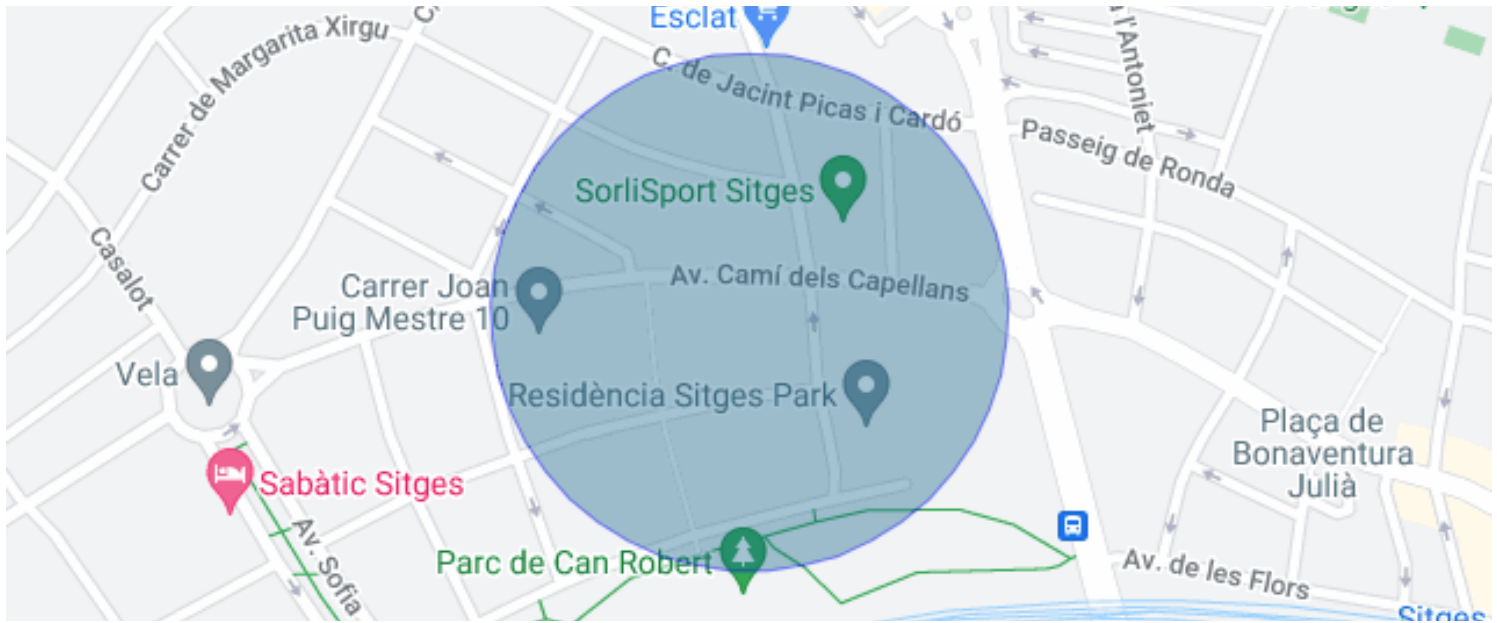 Esclat
Carrer de Margarita Xirgu
C. de Jacint Picas i Cardó
l'Antoniet
Passeig de Ronda
SorliSport Sitges
Casalot
Av. Camí dels Capellans
Carrer Joan
Puig Mestre 10
Vela
Residència Sitges Park
Plaça de
Bonaventura
Julià
Sabàtic Sitges
Av. Sofia
Parc de Can Robert
Av. de les Flors
Sitges